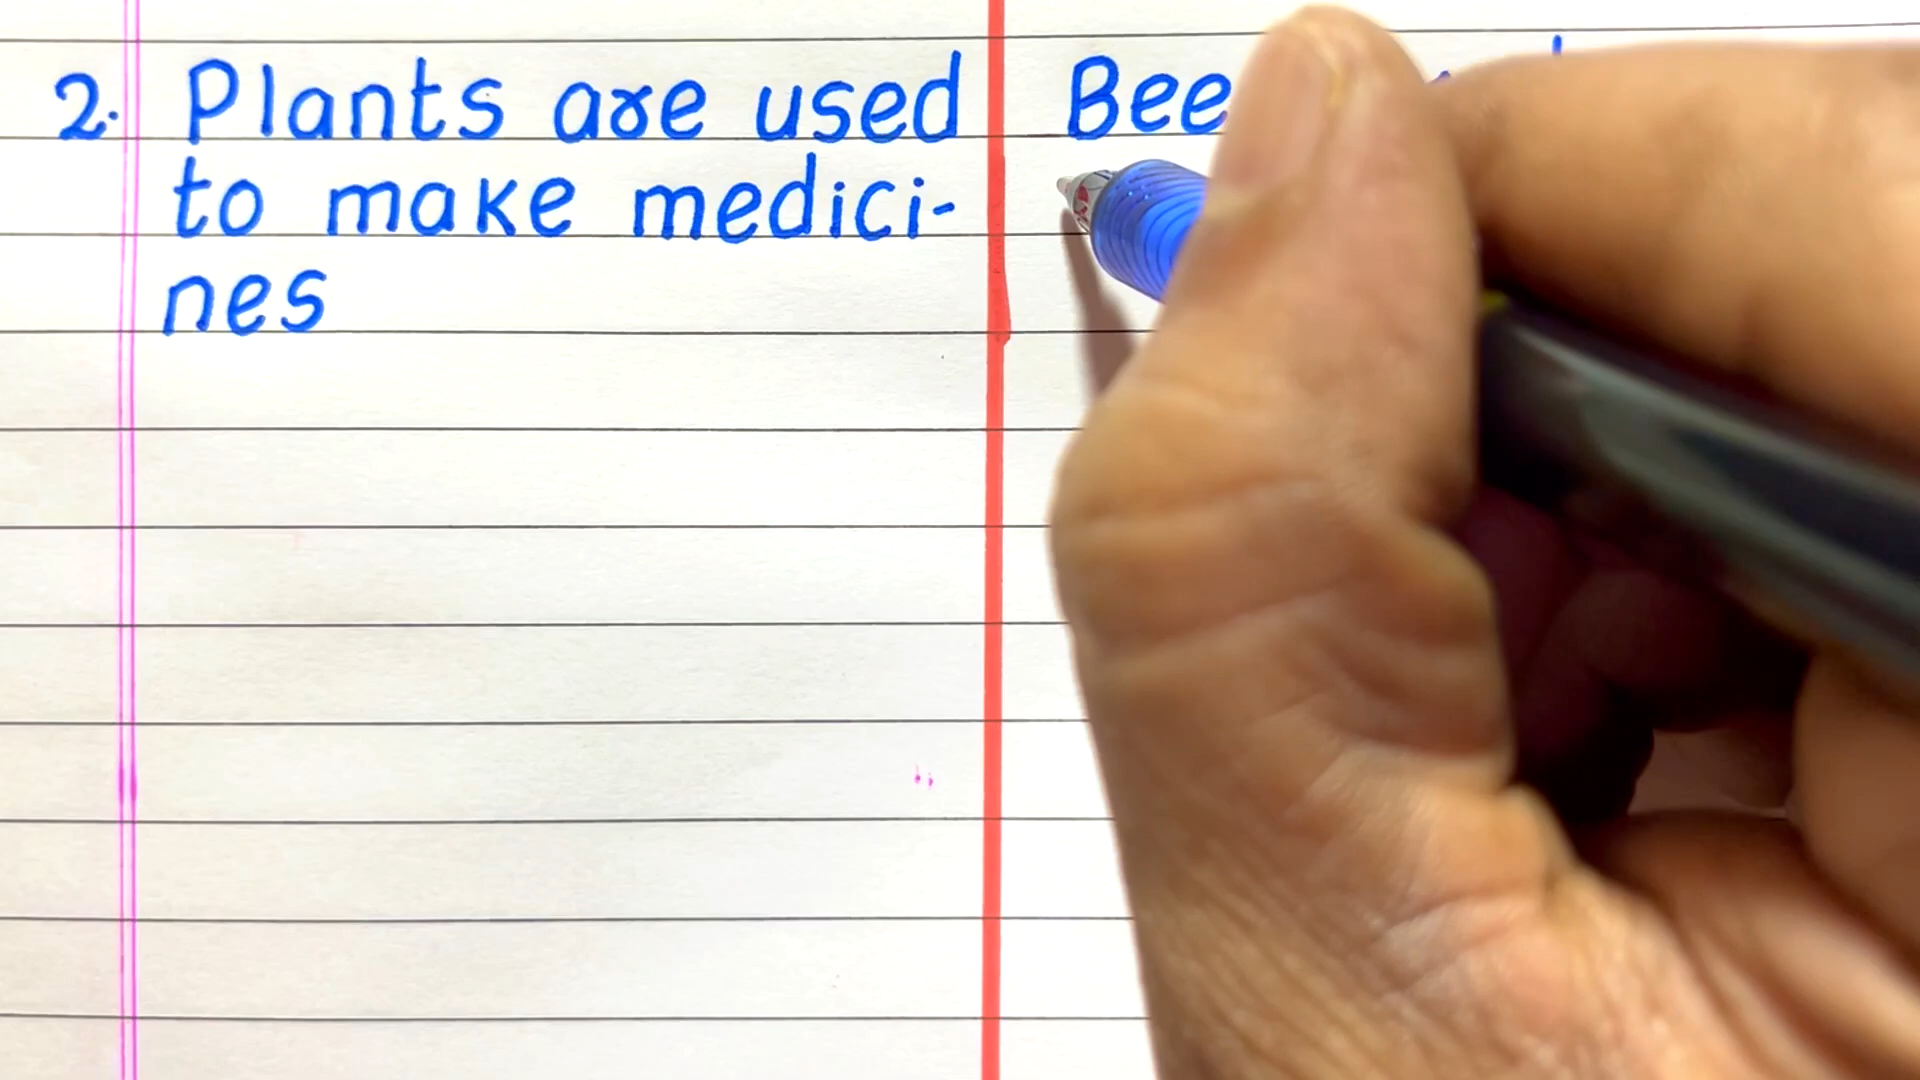 2. Plants are used
to make medici-
nes
Bee